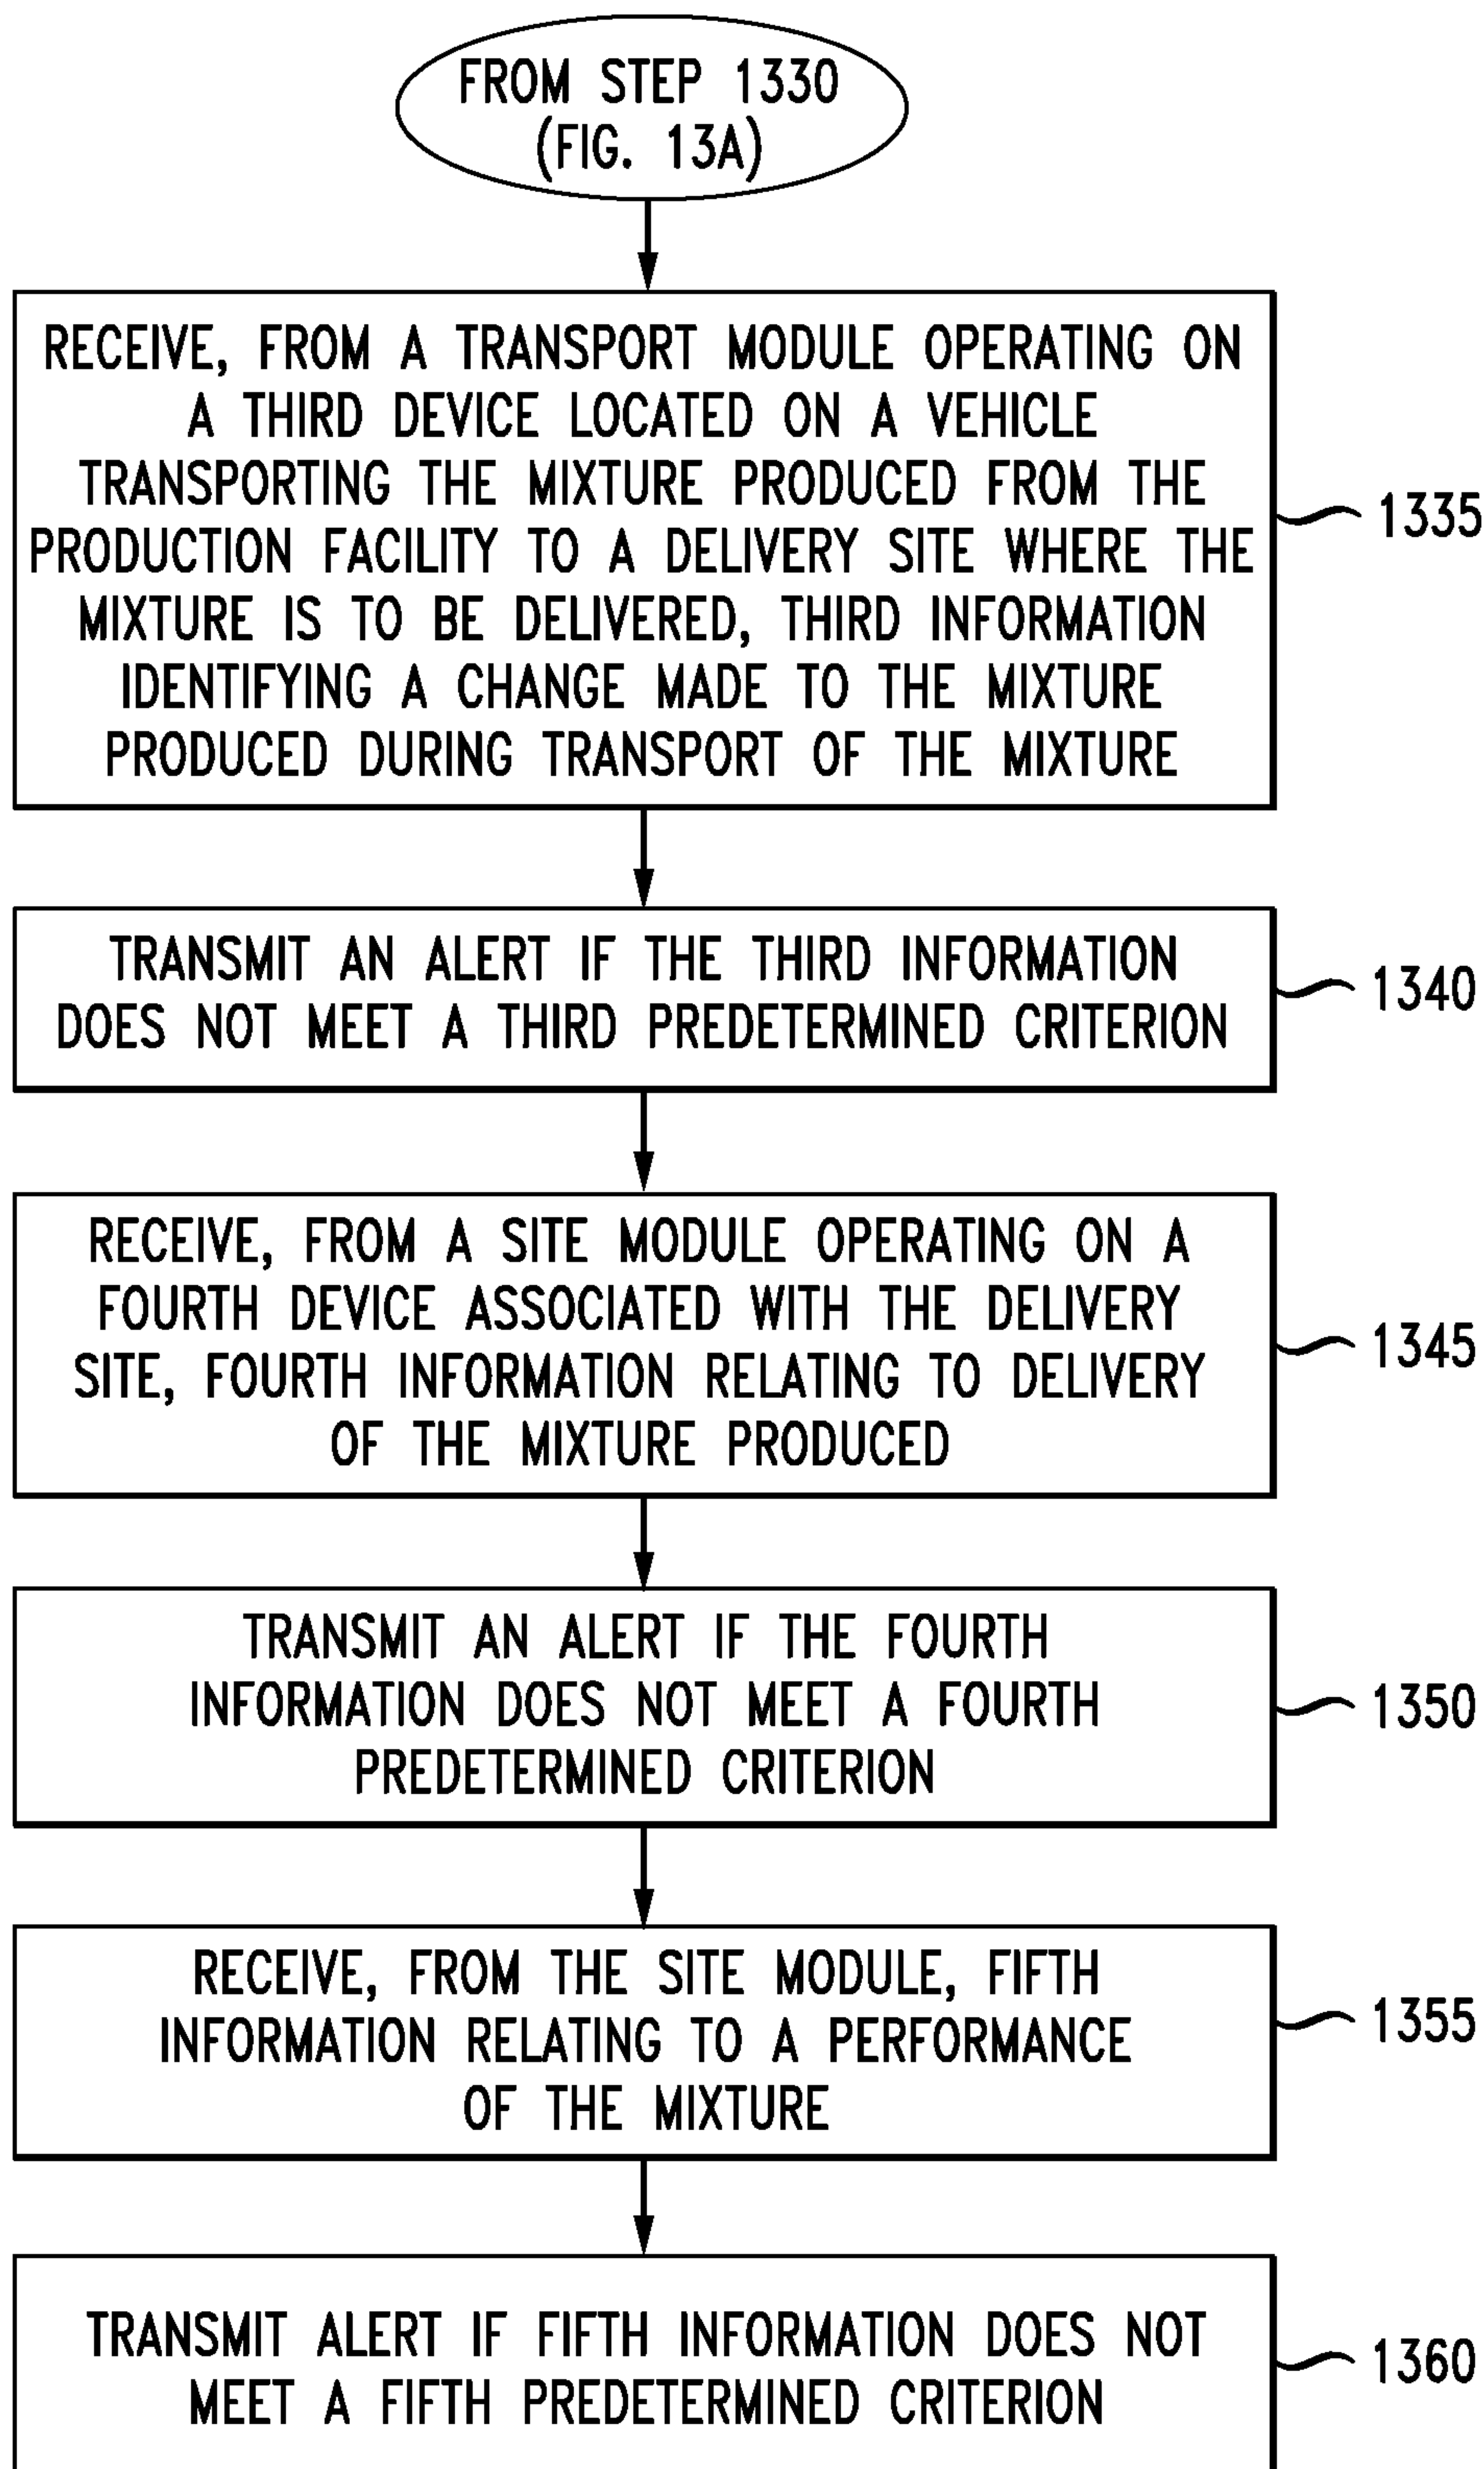 FROM STEP 1330
(FIG. 13A)
RECEIVE, FROM A TRANSPORT MODULE OPERATING ON
A THIRD DEVICE LOCATED ON A VEHICLE
TRANSPORTING THE MIXTURE PRODUCED FROM THE
PRODUCTION FACILITY TO A DELIVERY SITE WHERE THE
MIXTURE IS TO BE DELIVERED, THIRD INFORMATION
IDENTIFYING A CHANGE MADE TO THE MIXTURE
PRODUCED DURING TRANSPORT OF THE MIXTURE
1335
TRANSMIT AN ALERT IF THE THIRD INFORMATION
DOES NOT MEET A THIRD PREDETERMINED CRITERION
1340
RECEIVE, FROM A SITE MODULE OPERATING ON A
FOURTH DEVICE ASSOCIATED WITH THE DELIVERY
SITE, FOURTH INFORMATION RELATING TO DELIVERY
OF THE MIXTURE PRODUCED
1345
TRANSMIT AN ALERT IF THE FOURTH
INFORMATION DOES NOT MEET A FOURTH
PREDETERMINED CRITERION
1350
RECEIVE, FROM THE SITE MODULE, FIFTH
INFORMATION RELATING TO A PERFORMANCE
OF THE MIXTURE
1355
TRANSMIT ALERT IF FIFTH INFORMATION DOES NOT
MEET A FIFTH PREDETERMINED CRITERION
1360